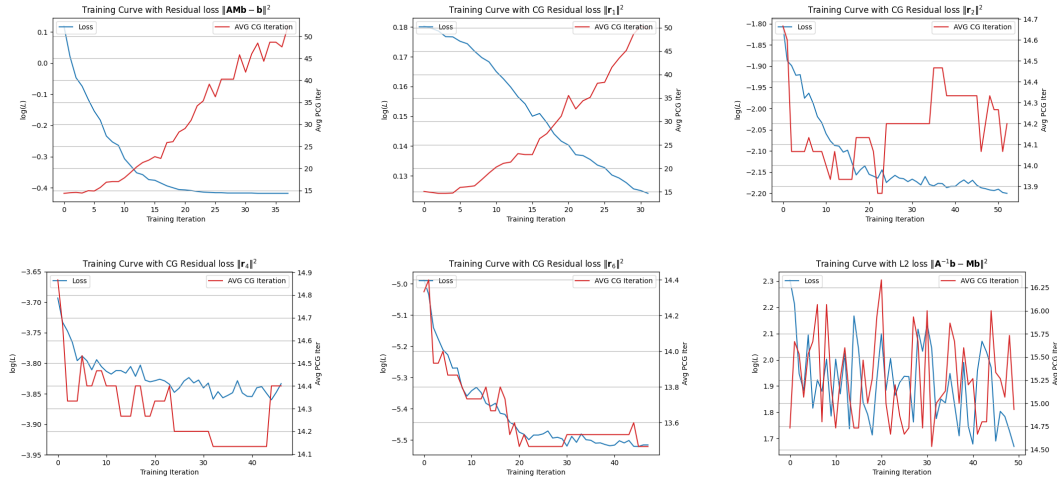 Training Curve with Residual loss ‖AMb − b‖²
Loss
AVG CG Iteration
0.1
0.0
−0.1
−0.2
−0.3
−0.4
log(L)
50
45
40
35
30
25
20
15
Avg PCG Iter
0 5 10 15 20 25 30 35
Training Iteration
Training Curve with CG Residual loss ‖r₁‖²
Loss
AVG CG Iteration
0.18
0.17
0.16
0.15
0.14
0.13
log(L)
50
45
40
35
30
25
20
15
Avg PCG Iter
0 5 10 15 20 25 30
Training Iteration
Training Curve with CG Residual loss ‖r₂‖²
Loss
AVG CG Iteration
−1.80
−1.85
−1.90
−1.95
−2.00
−2.05
−2.10
−2.15
−2.20
log(L)
14.7
14.6
14.5
14.4
14.3
14.2
14.1
14.0
13.9
Avg PCG Iter
0 10 20 30 40 50
Training Iteration
Training Curve with CG Residual loss ‖r₄‖²
Loss
AVG CG Iteration
−3.65
−3.70
−3.75
−3.80
−3.85
−3.90
−3.95
log(L)
14.9
14.8
14.7
14.6
14.5
14.4
14.3
14.2
14.1
Avg PCG Iter
0 10 20 30 40
Training Iteration
Training Curve with CG Residual loss ‖r₆‖²
Loss
AVG CG Iteration
−5.0
−5.1
−5.2
−5.3
−5.4
−5.5
log(L)
14.4
14.2
14.0
13.8
13.6
Avg PCG Iter
0 10 20 30 40
Training Iteration
Training Curve with L2 loss ‖A⁻¹b − Mb‖²
Loss
AVG CG Iteration
2.3
2.2
2.1
2.0
1.9
1.8
1.7
log(L)
16.25
16.00
15.75
15.50
15.25
15.00
14.75
14.50
Avg PCG Iter
0 10 20 30 40 50
Training Iteration